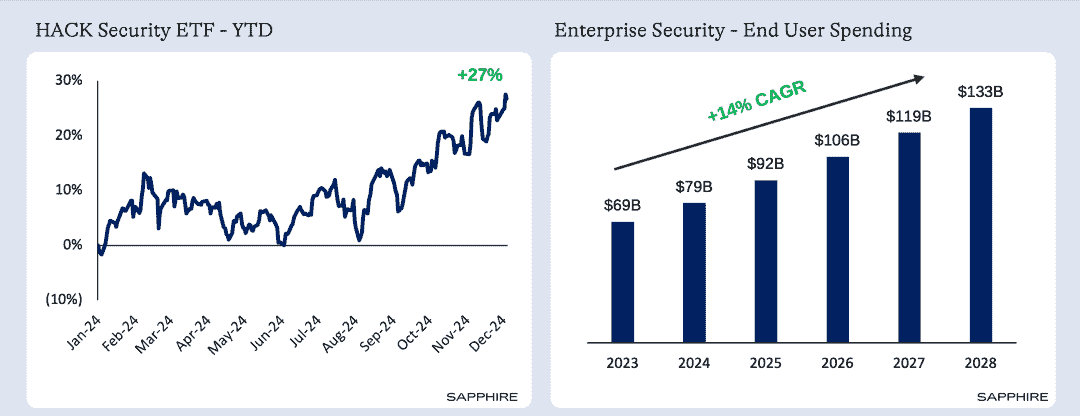 HACK Security ETF - YTD
+27%
30%
20%
10%
0%
(10%)
Jan-24
Feb-24
Mar-24
Apr-24
May-24
Jun-24
Jul-24
Aug-24
Sep-24
Oct-24
Nov-24
Dec-24
SAPPHIRE
Enterprise Security - End User Spending
+14% CAGR
$69B
$79B
$92B
$106B
$119B
$133B
2023
2024
2025
2026
2027
2028
SAPPHIRE